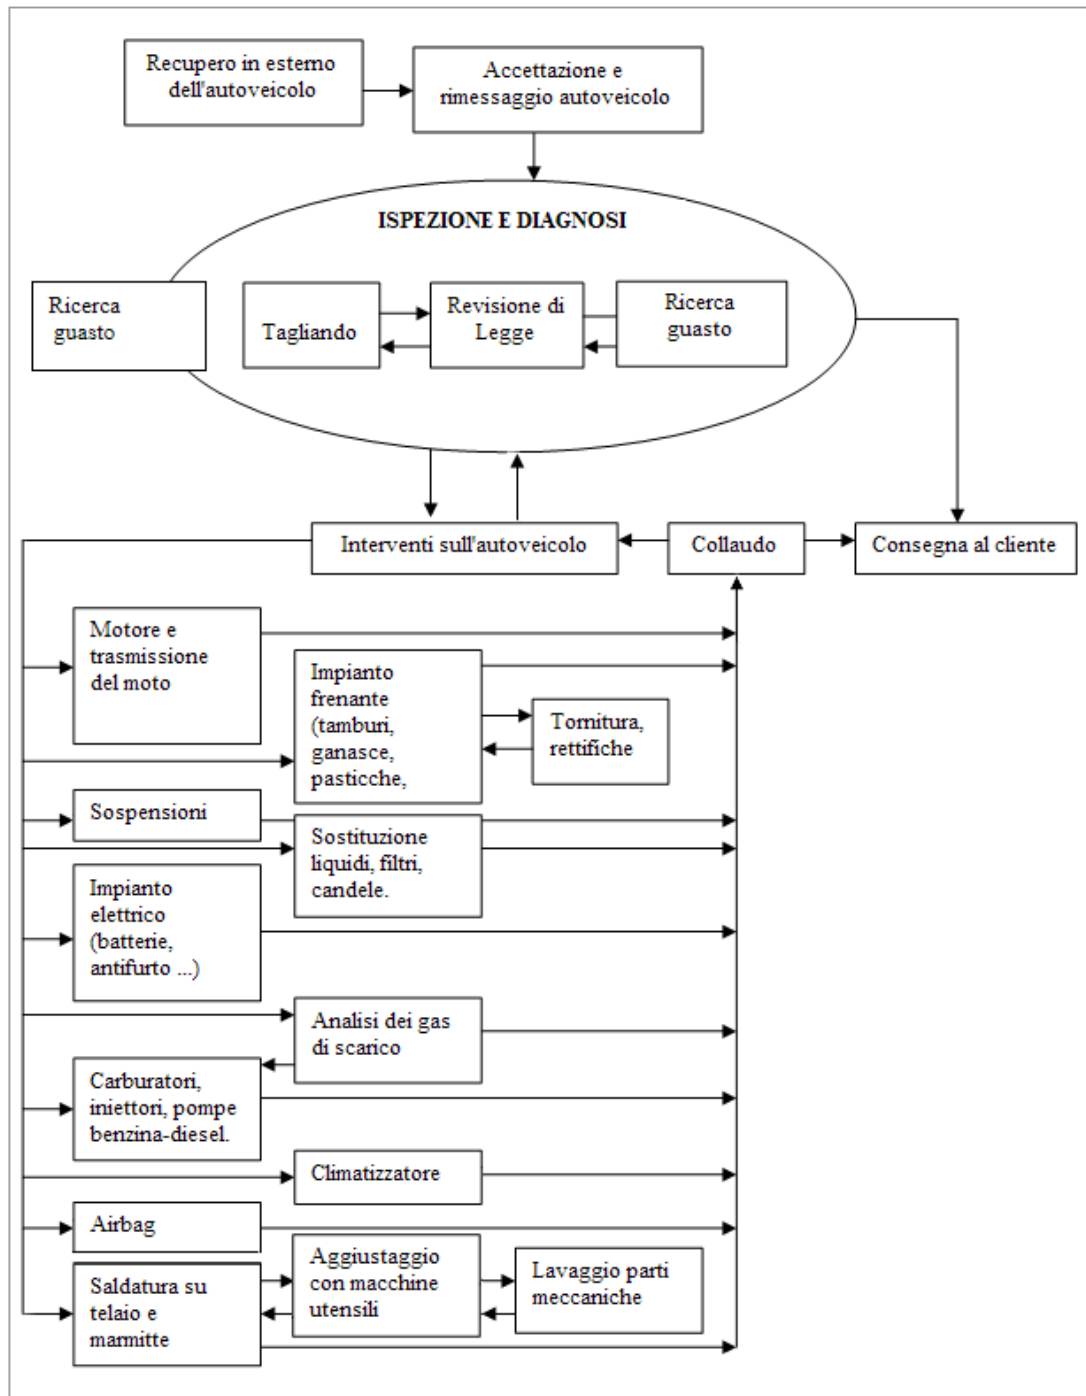 Recupero in esterno
dell'autoveicolo
Accettazione e
rimessaggio autoveicolo
ISPEZIONE E DIAGNOSI
Ricerca
guasto
Tagliando
Revisione di
Legge
Ricerca
guasto
Interventi sull'autoveicolo
Collaudo
Consegna al cliente
Motore e
trasmissione
del moto
Impianto
frenante
(tamburi,
ganasce,
pasticche,
Tornitura,
rettifiche
Sospensioni
Sostituzione
liquidi, filtri,
candele.
Impianto
elettrico
(batterie,
antifurto ...)
Analisi dei gas
di scarico
Carburatori,
iniettori, pompe
benzina-diesel.
Climatizzatore
Airbag
Saldatura su
telaio e
marmitte
Aggiustaggio
con macchine
utensili
Lavaggio parti
meccaniche